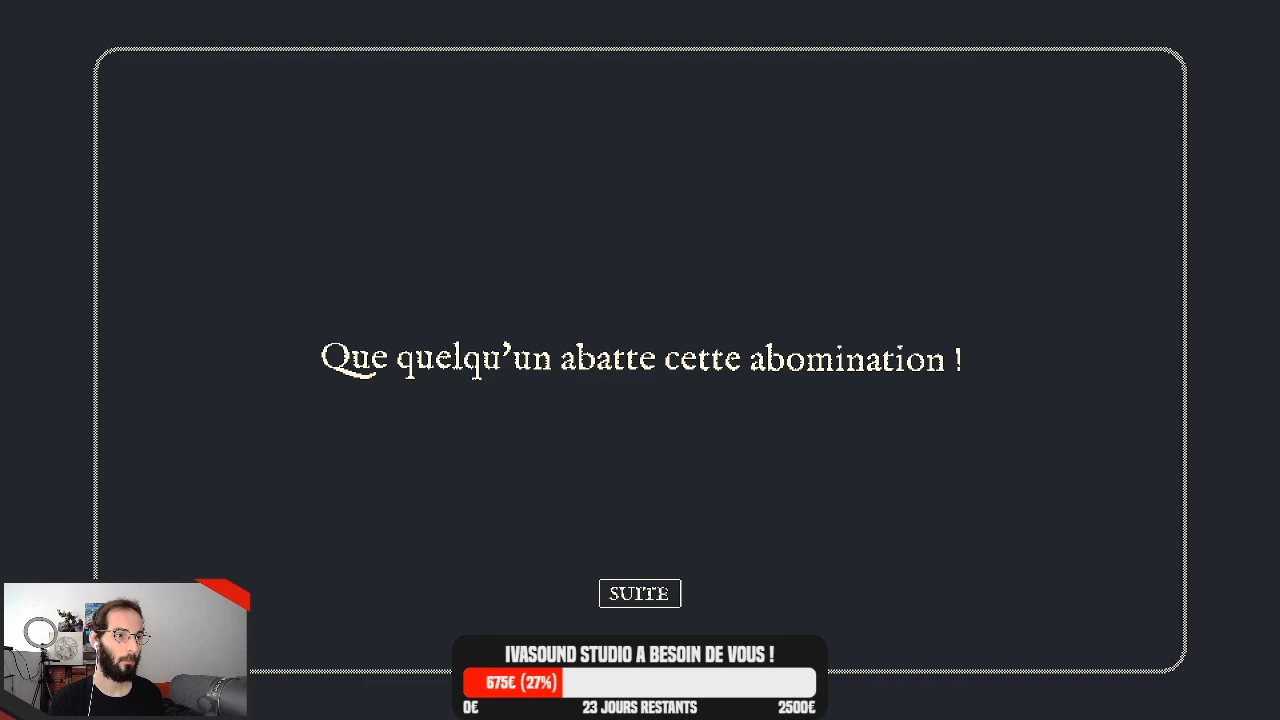 Que quelqu'un abatte cette abomination !
SUITE
IVASOUND STUDIO A BESOIN DE VOUS !
675€ (27%)
0€ 23 JOURS RESTANTS 2500€